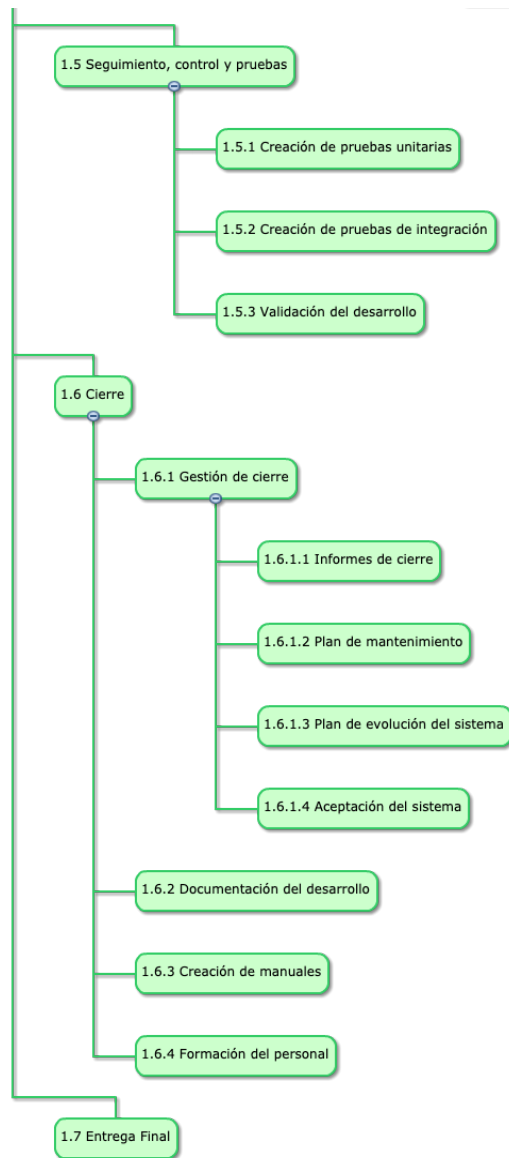 1.5 Seguimiento, control y pruebas
1.5.1 Creación de pruebas unitarias
1.5.2 Creación de pruebas de integración
1.5.3 Validación del desarrollo
1.6 Cierre
1.6.1 Gestión de cierre
1.6.1.1 Informes de cierre
1.6.1.2 Plan de mantenimiento
1.6.1.3 Plan de evolución del sistema
1.6.1.4 Aceptación del sistema
1.6.2 Documentación del desarrollo
1.6.3 Creación de manuales
1.6.4 Formación del personal
1.7 Entrega Final